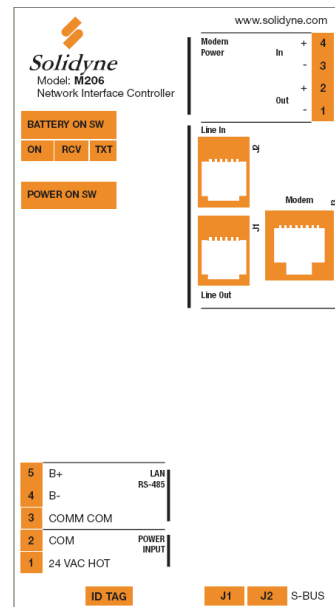 www.solidyne.com
Solidyne
Model: M206
Network Interface Controller
Modem
Power
In
+ 4
- 3
Out
+ 2
- 1
BATTERY ON SW
ON RCV TXT
POWER ON SW
Line In
J2
J1
Modem
J3
Line Out
5 B+
4 B-
3 COMM COM
LAN
RS-485
2 COM
1 24 VAC HOT
POWER
INPUT
ID TAG
J1 J2 S-BUS